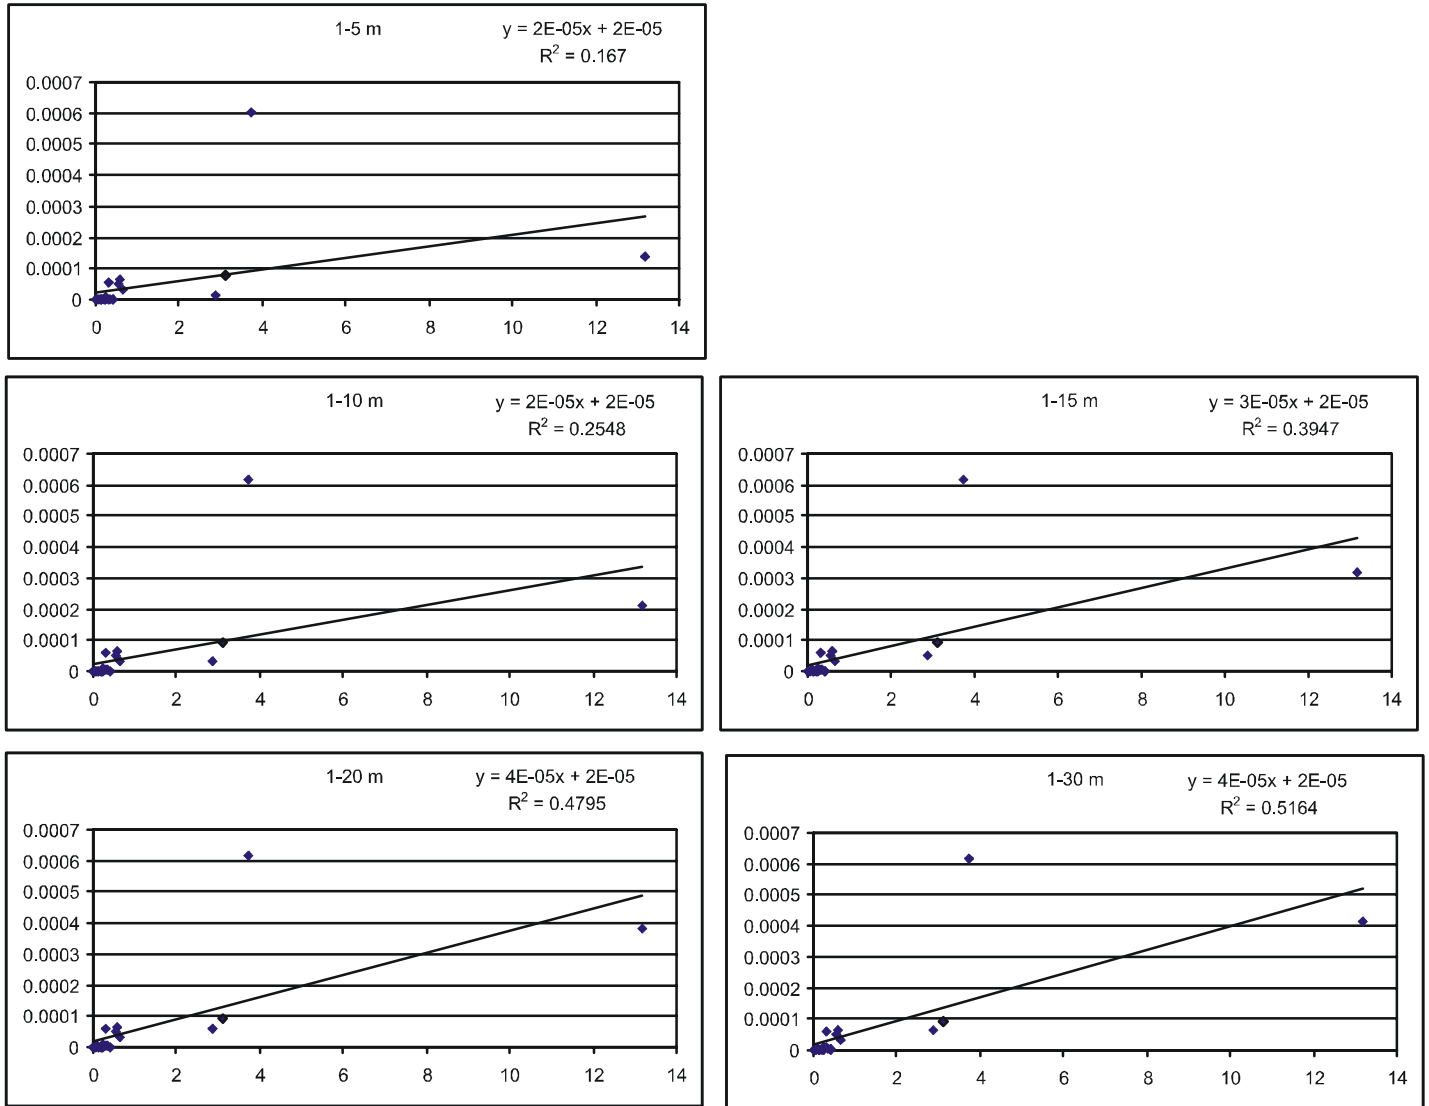 1-5 m y = 2E-05x + 2E-05
R² = 0.167
0.0007
0.0006
0.0005
0.0004
0.0003
0.0002
0.0001
0
0 2 4 6 8 10 12 14
1-10 m y = 2E-05x + 2E-05
R² = 0.2548
0.0007
0.0006
0.0005
0.0004
0.0003
0.0002
0.0001
0
0 2 4 6 8 10 12 14
1-15 m y = 3E-05x + 2E-05
R² = 0.3947
0.0007
0.0006
0.0005
0.0004
0.0003
0.0002
0.0001
0
0 2 4 6 8 10 12 14
1-20 m y = 4E-05x + 2E-05
R² = 0.4795
0.0007
0.0006
0.0005
0.0004
0.0003
0.0002
0.0001
0
0 2 4 6 8 10 12 14
1-30 m y = 4E-05x + 2E-05
R² = 0.5164
0.0007
0.0006
0.0005
0.0004
0.0003
0.0002
0.0001
0
0 2 4 6 8 10 12 14